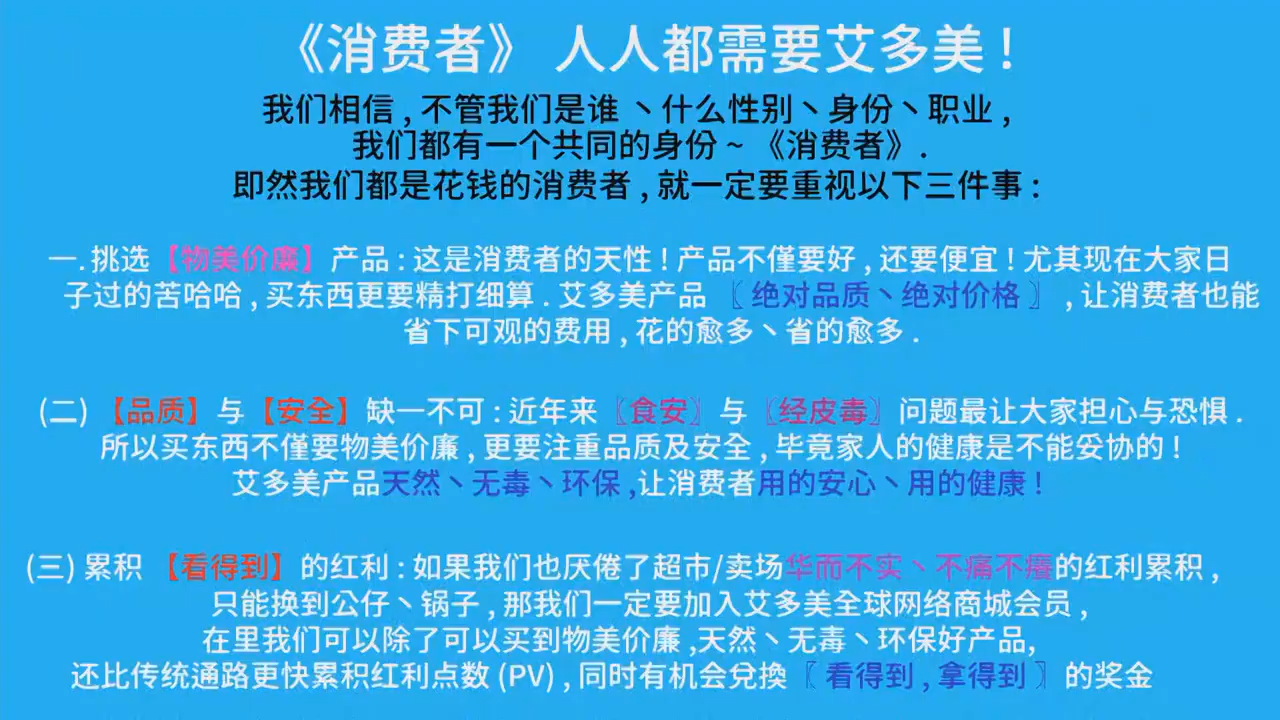 《消费者》 人人都需要艾多美 !
我们相信 , 不管我们是谁 丶什么性别丶身份丶职业 ,
我们都有一个共同的身份 ~ 《消费者》.
即然我们都是花钱的消费者 , 就一定要重视以下三件事 :
一. 挑选【物美价廉】产品 : 这是消费者的天性 ! 产品不僅要好 , 还要便宜 ! 尤其现在大家日
子过的苦哈哈 , 买东西更要精打细算 . 艾多美产品 〖 绝对品质丶绝对价格 〗 , 让消费者也能
省下可观的费用 , 花的愈多丶省的愈多 .
(二) 【品质】与【安全】缺一不可 : 近年来〖食安〗与〖经皮毒〗问题最让大家担心与恐惧 .
所以买东西不僅要物美价廉 , 更要注重品质及安全 , 毕竟家人的健康是不能妥协的 !
艾多美产品天然丶无毒丶环保 ,让消费者用的安心丶用的健康 !
(三) 累积 【看得到】的红利 : 如果我们也厌倦了超市/卖场华而不实丶不痛不癢的红利累积 ,
只能换到公仔丶锅子 , 那我们一定要加入艾多美全球网络商城会员 ,
在里我们可以除了可以买到物美价廉 ,天然丶无毒丶环保好产品,
还比传统通路更快累积红利点数 (PV) , 同时有机会兌換〖 看得到 , 拿得到 〗的奖金